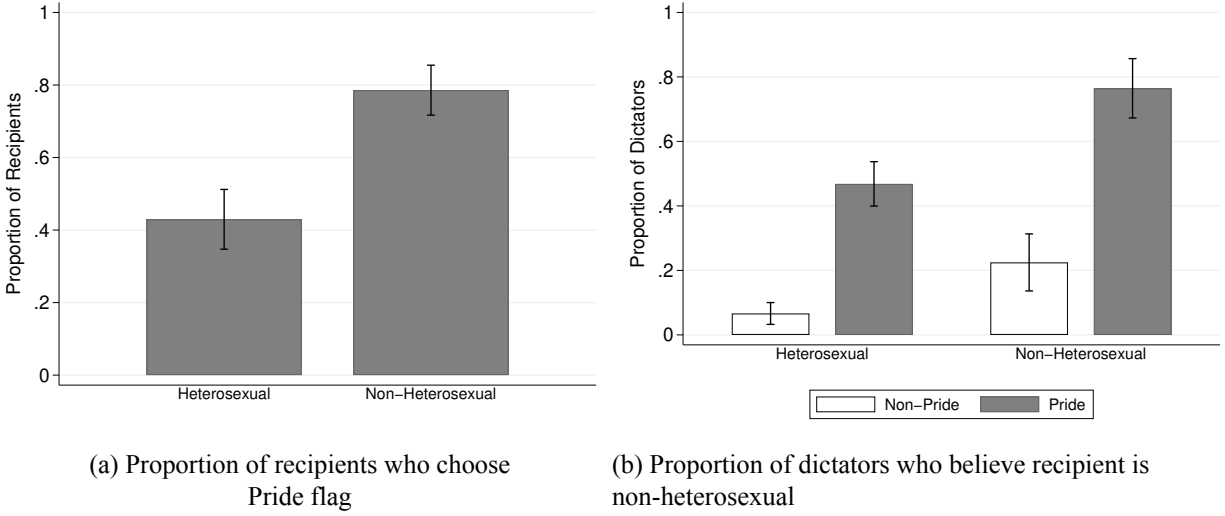 Proportion of Recipients
1
.8
.6
.4
.2
0
Heterosexual
Non−Heterosexual
(a) Proportion of recipients who choose
Pride flag
Proportion of Dictators
1
.8
.6
.4
.2
0
Heterosexual
Non−Heterosexual
Non−Pride
Pride
(b) Proportion of dictators who believe recipient is
non-heterosexual